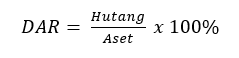 DAR = Hutang / Aset x 100%